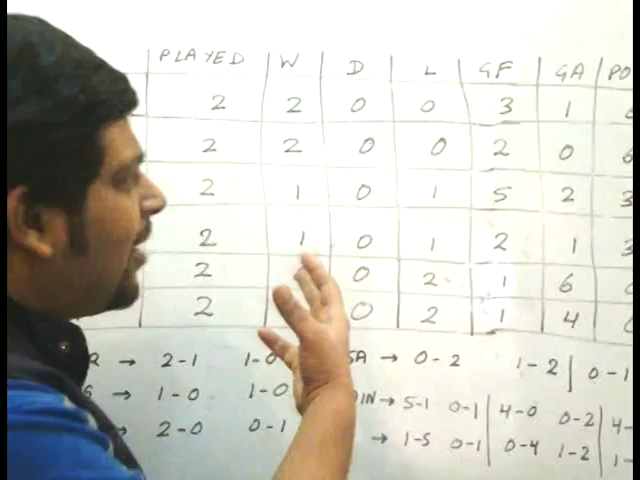 PLAYED W D L GF GA PO
2 2 0 0 3 1
2 2 0 0 2 0 6
2 1 0 1 5 2 3
2 1 0 1 2 1 3
2 0 2 1 6 0
2 0 2 1 4 0
R → 2-1 1-0 SA → 0-2 1-2 | 0-1
→ 1-0 1-0 IN → 5-1 0-1 | 4-0 0-2 | 4-
→ 2-0 0-1 → 1-5 0-1 | 0-4 1-2 | 1-